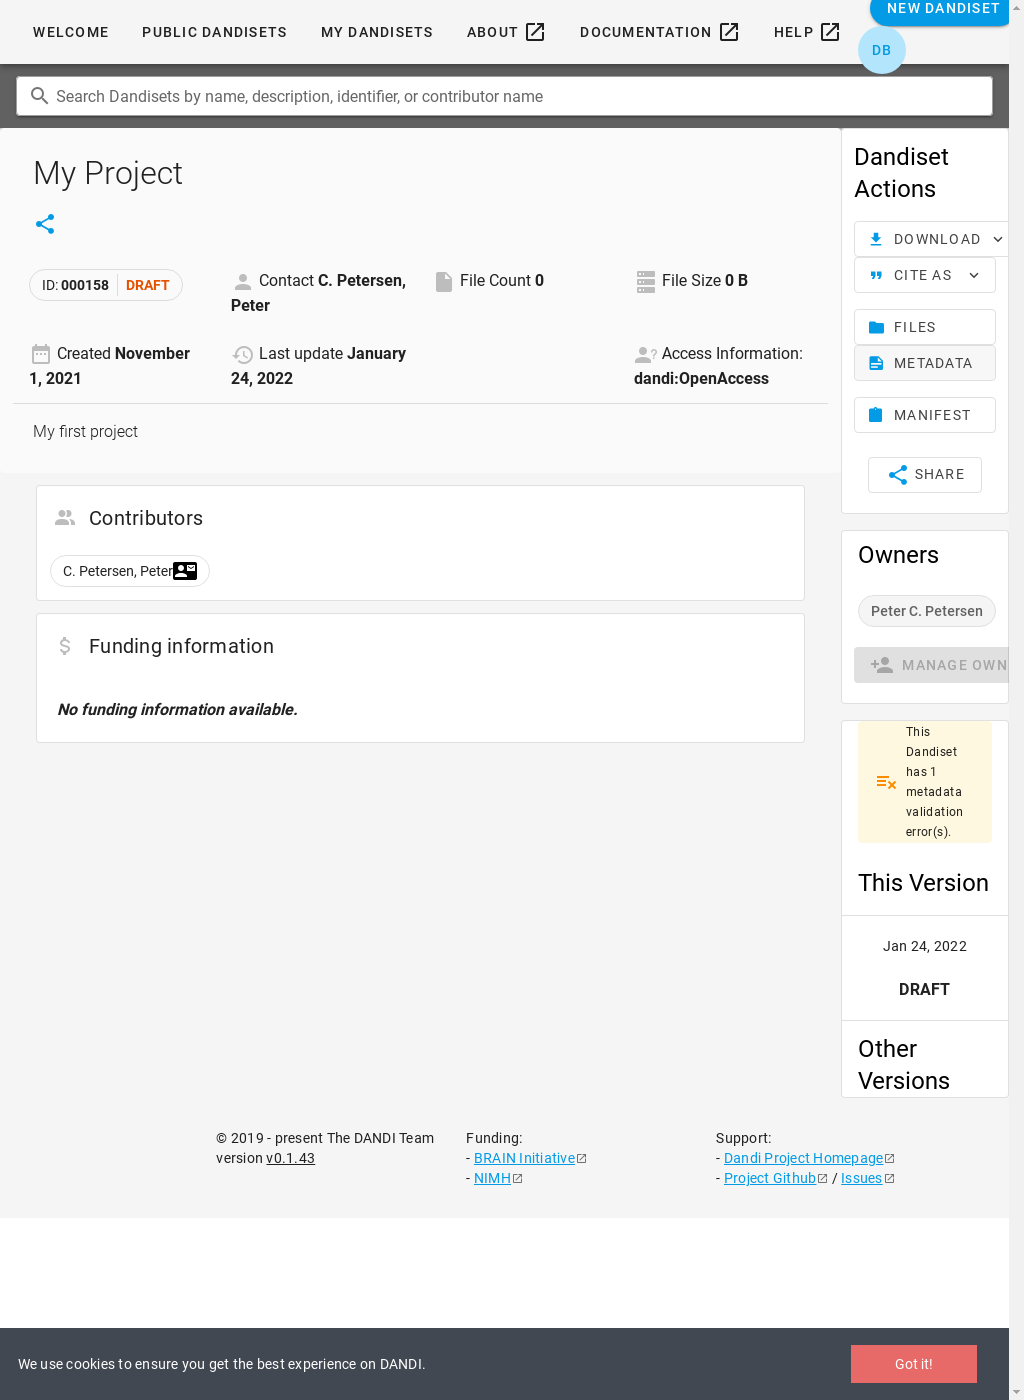 WELCOME
PUBLIC DANDISETS
MY DANDISETS
ABOUT
DOCUMENTATION
HELP
NEW DANDISET
DB
Search Dandisets by name, description, identifier, or contributor name
My Project
ID: 000158 DRAFT
Contact C. Petersen,
Peter
File Count 0
File Size 0 B
Created November
1, 2021
Last update January
24, 2022
Access Information:
dandi:OpenAccess
My first project
Contributors
C. Petersen, Peter
Funding information
No funding information available.
Dandiset
Actions
DOWNLOAD
CITE AS
FILES
METADATA
MANIFEST
SHARE
Owners
Peter C. Petersen
MANAGE OWN
This
Dandiset
has 1
metadata
validation
error(s).
This Version
Jan 24, 2022
DRAFT
Other
Versions
© 2019 - present The DANDI Team
version v0.1.43
Funding:
- BRAIN Initiative
- NIMH
Support:
- Dandi Project Homepage
- Project Github / Issues
We use cookies to ensure you get the best experience on DANDI.
Got it!